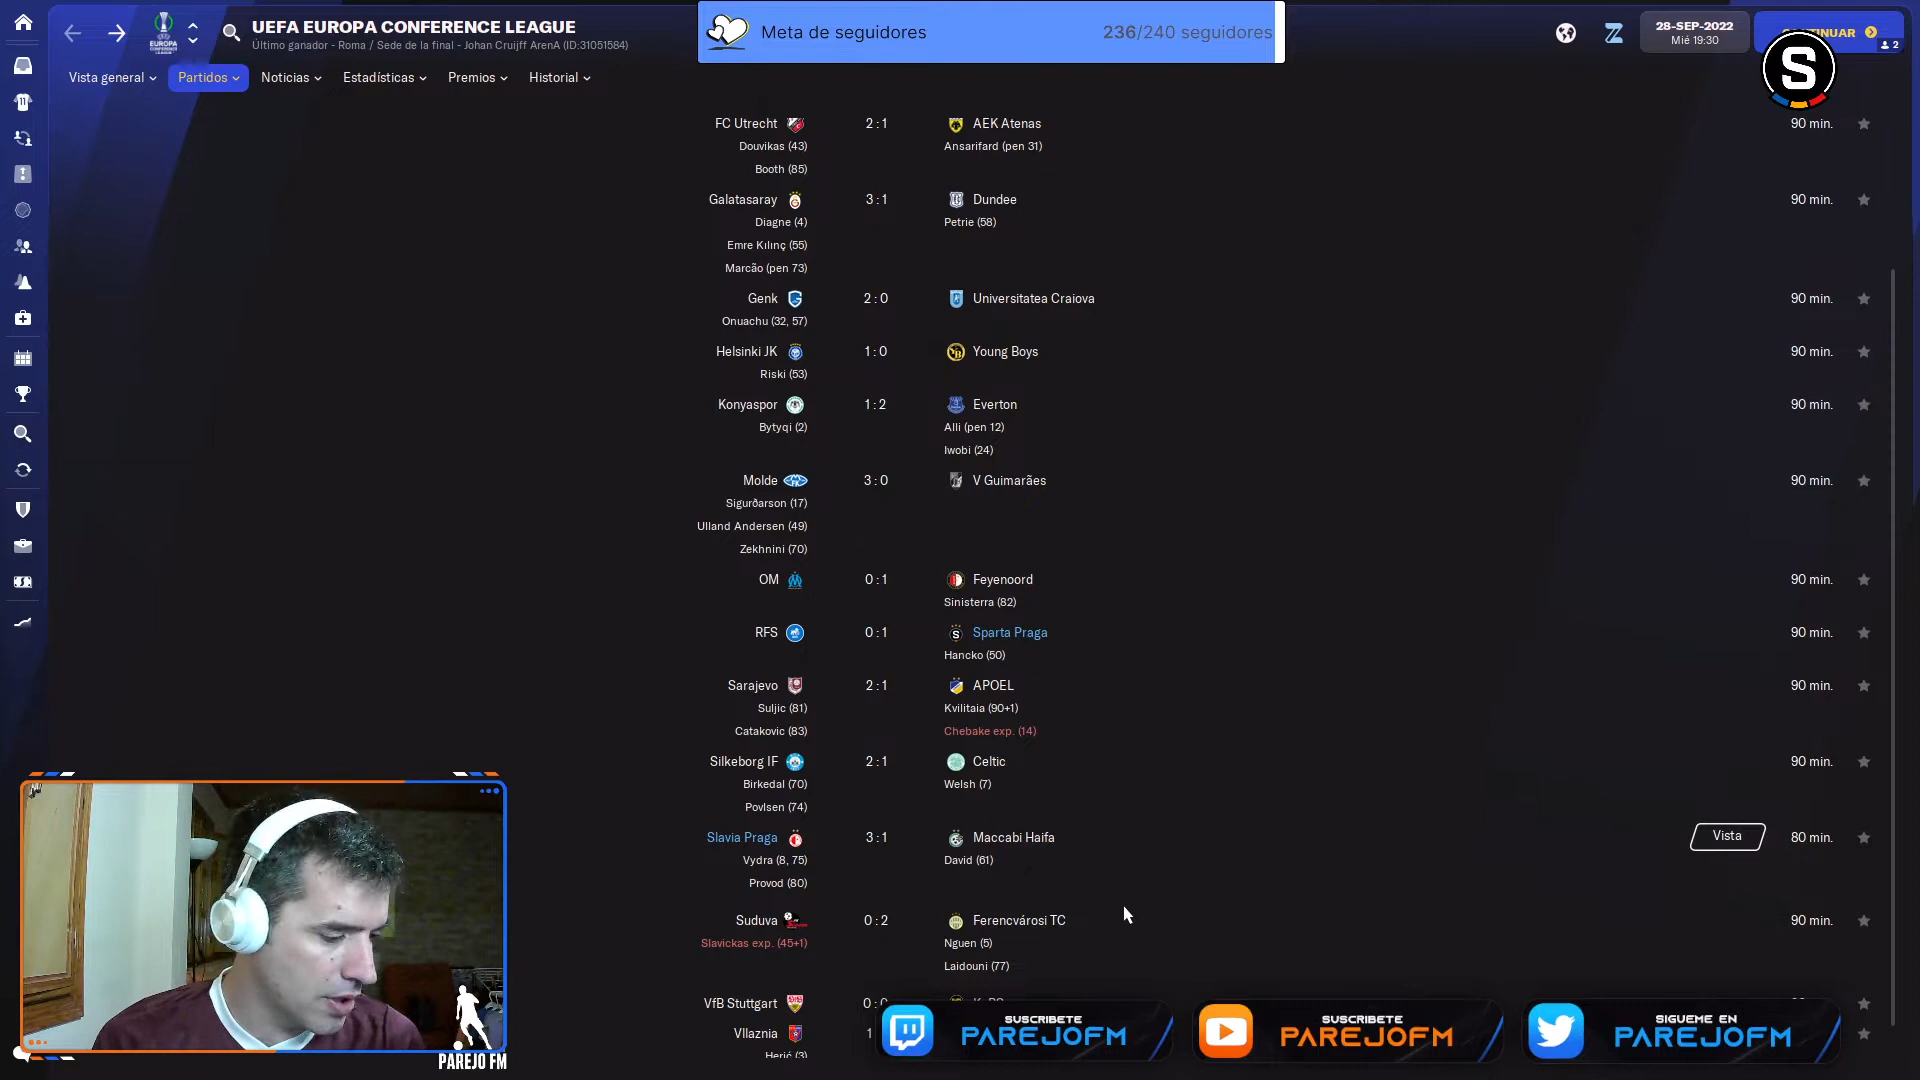 UEFA EUROPA CONFERENCE LEAGUE
Último ganador - Roma / Sede de la final - Johan Cruijff ArenA (ID:31051584)
Meta de seguidores
236/240 seguidores
28-SEP-2022
Mié 19:30
2
Vista general
Partidos
Noticias
Estadísticas
Premios
Historial
FC Utrecht 2 : 1 AEK Atenas 90 min.
Douvikas (43) Ansarifard (pen 31)
Booth (85)
Galatasaray 3 : 1 Dundee 90 min.
Diagne (4) Petrie (58)
Emre Kılınç (55)
Marcão (pen 73)
Genk 2 : 0 Universitatea Craiova 90 min.
Onuachu (32, 57)
Helsinki JK 1 : 0 Young Boys 90 min.
Riski (53)
Konyaspor 1 : 2 Everton 90 min.
Bytyqi (2) Alli (pen 12)
Iwobi (24)
Molde 3 : 0 V Guimarães 90 min.
Sigurðarson (17)
Ulland Andersen (49)
Zekhnini (70)
OM 0 : 1 Feyenoord 90 min.
Sinisterra (82)
RFS 0 : 1 Sparta Praga 90 min.
Hancko (50)
Sarajevo 2 : 1 APOEL 90 min.
Suljic (81) Kvilitaia (90+1)
Catakovic (83) Chebake exp. (14)
Silkeborg IF 2 : 1 Celtic 90 min.
Birkedal (70) Welsh (7)
Povlsen (74)
Slavia Praga 3 : 1 Maccabi Haifa Vista 80 min.
Vydra (8, 75) David (61)
Provod (80)
Suduva 0 : 2 Ferencvárosi TC 90 min.
Slavickas exp. (45+1) Nguen (5)
Laidouni (77)
VfB Stuttgart 0 : 0
Vllaznia 1
Herić (3)
PAREJO FM
SUSCRIBETE
PAREJOFM
SUSCRIBETE
PAREJOFM
SIGUEME EN
PAREJOFM